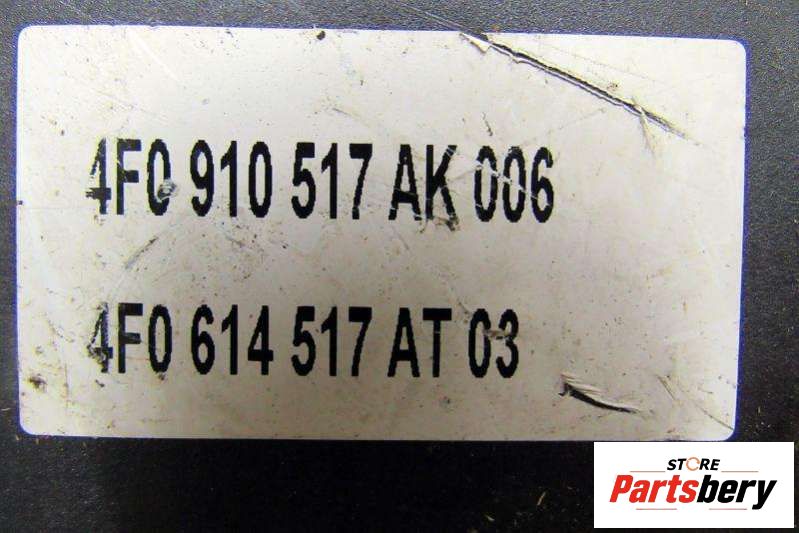 4F0 910 517 AK 006
4F0 614 517 AT 03
STORE
Partsbery